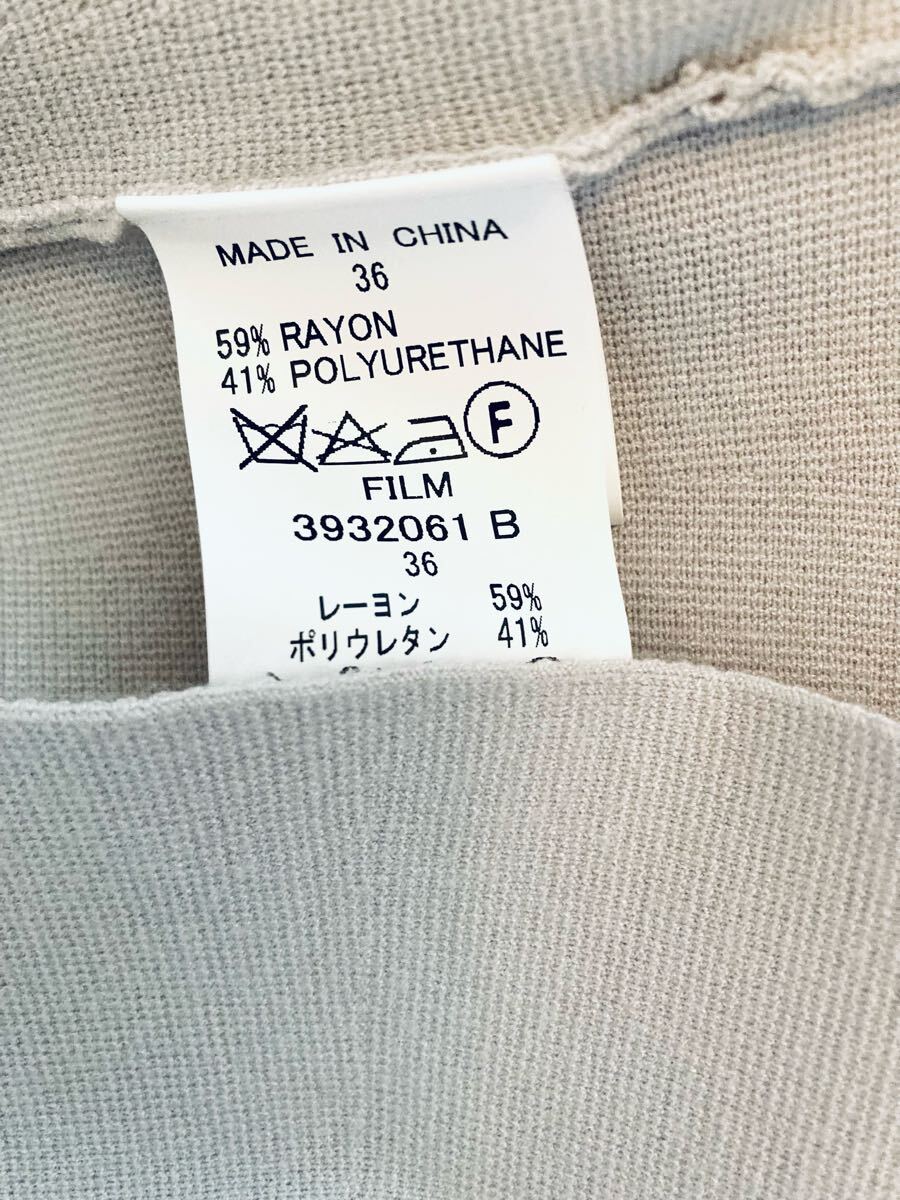 MADE IN CHINA
36
59% RAYON
41% POLYURETHANE
F
FILM
3932061 B
36
レーヨン 59%
ポリウレタン 41%